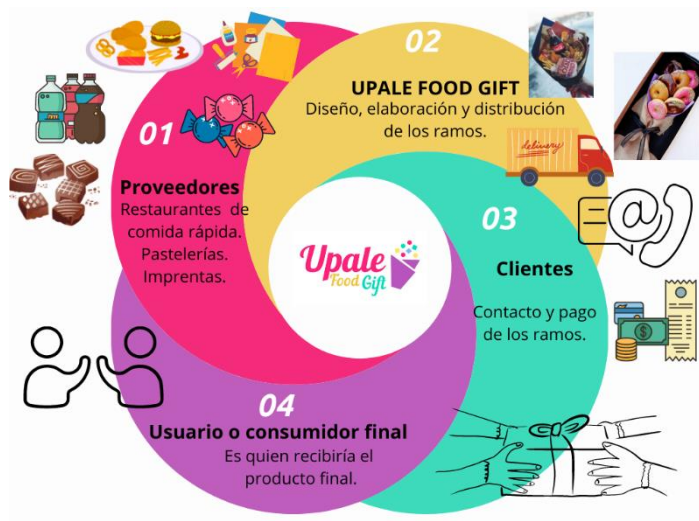 01
Proveedores
Restaurantes de
comida rápida.
Pastelerías.
Imprentas.
02
UPALE FOOD GIFT
Diseño, elaboración y distribución
de los ramos.
delivery
03
Clientes
Contacto y pago
de los ramos.
04
Usuario o consumidor final
Es quien recibiría el
producto final.
Upale
Food Gift